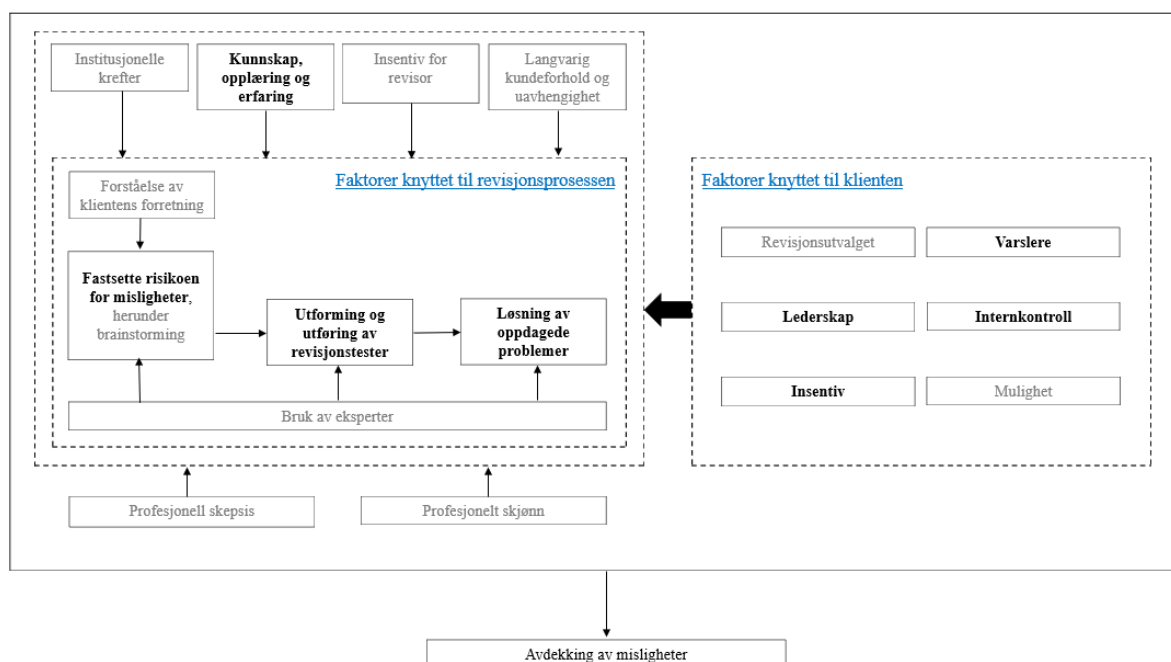 Institusjonelle
krefter
Kunnskap,
opplæring og
erfaring
Insentiv for
revisor
Langvarig
kundeforhold og
uavhengighet
Faktorer knyttet til revisjonsprosessen
Forståelse av
klientens forretning
Fastsette risikoen
for misligheter,
herunder
brainstorming
Utforming og
utføring av
revisjonstester
Løsning av
oppdagede
problemer
Bruk av eksperter
Profesjonell skepsis
Profesjonelt skjønn
Faktorer knyttet til klienten
Revisjonsutvalget
Varslere
Lederskap
Internkontroll
Insentiv
Mulighet
Avdekking av misligheter